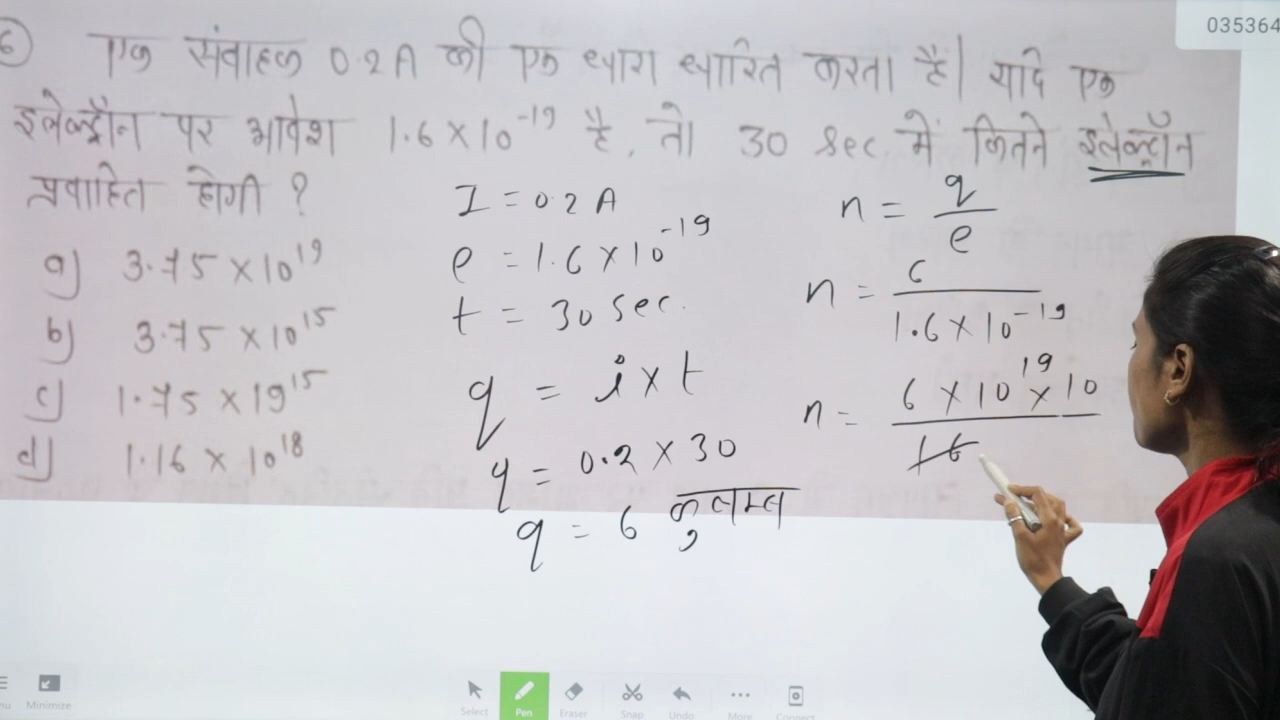 035364
6 एक संवाहक 0.2A की एक धारा धारित करता है। यदि एक
इलेक्ट्रॉन पर आवेश 1.6×10⁻¹⁹ है, तो 30 Sec में कितने इलेक्ट्रॉन
प्रवाहित होगी ?
a) 3.75×10¹⁹
b) 3.75×10¹⁵
c) 1.75×19¹⁵
d) 1.16×10¹⁸
I = 0.2 A
e = 1.6×10⁻¹⁹
t = 30 sec.
q = i×t
q = 0.2×30
q = 6 कुलाम्ब
n = q/e
n = 6/1.6×10⁻¹⁹
n = 6×10¹⁹×10/16
Minimize
Select
Pen
Eraser
Snap
Undo
More
Connect